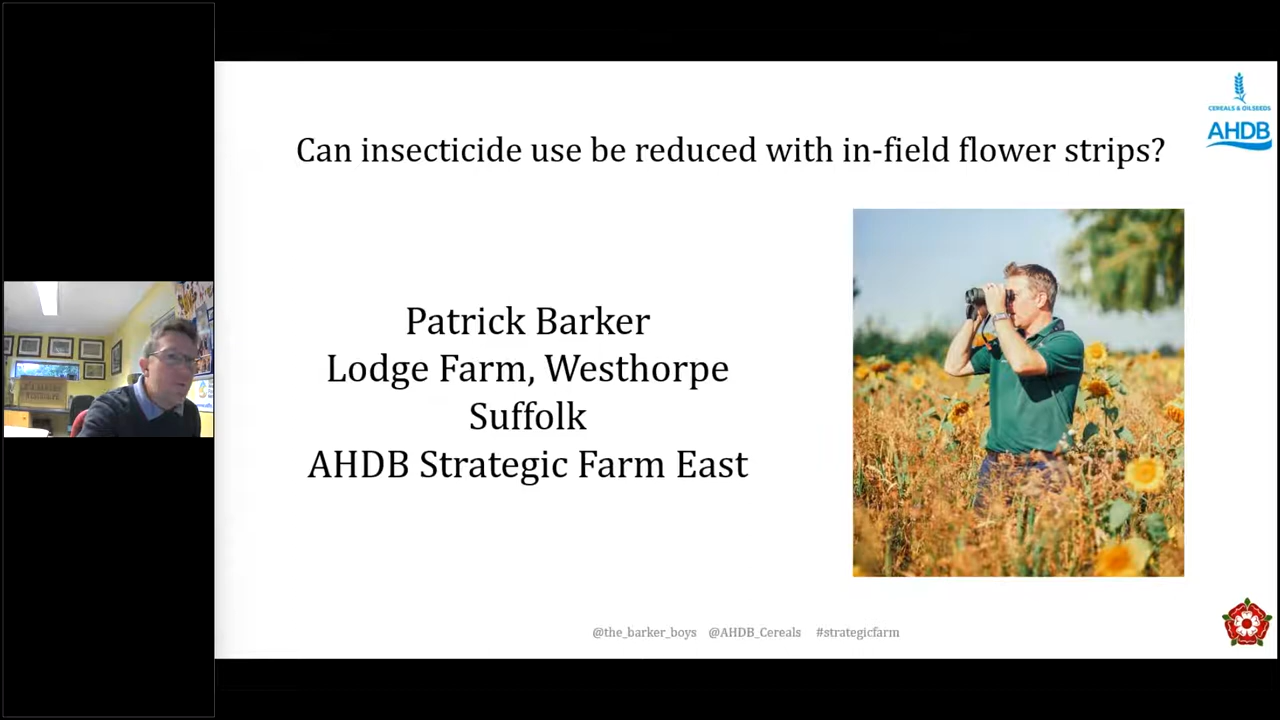 Can insecticide use be reduced with in-field flower strips?
CEREALS & OILSEEDS
AHDB
Patrick Barker
Lodge Farm, Westhorpe
Suffolk
AHDB Strategic Farm East
@the_barker_boys @AHDB_Cereals #strategicfarm